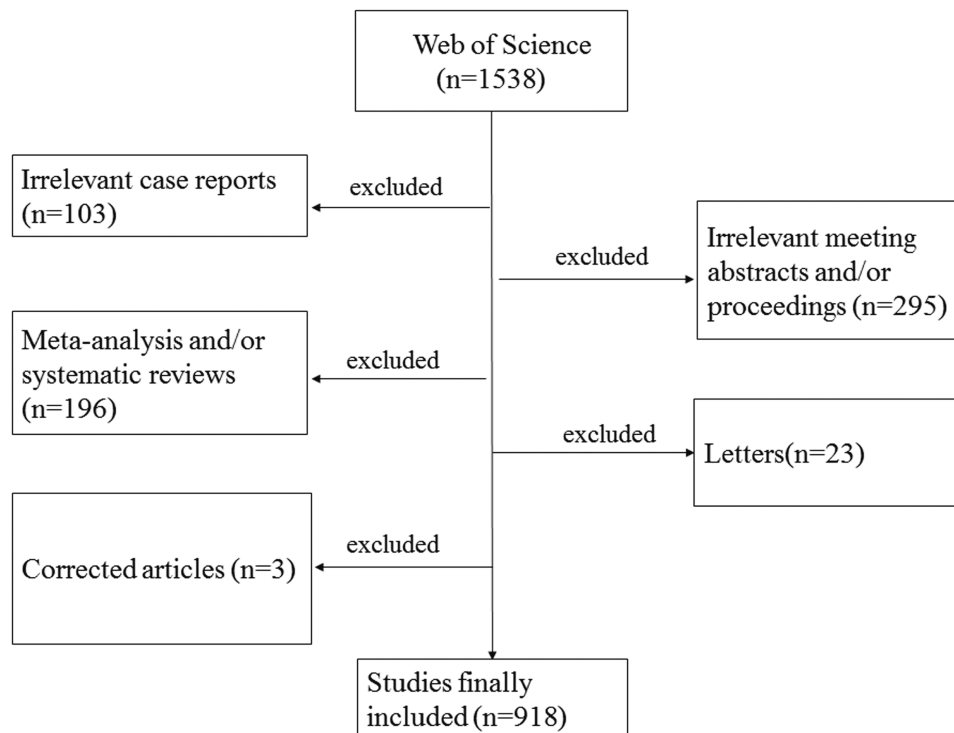 Web of Science
(n=1538)
Irrelevant case reports
(n=103)
excluded
excluded
Irrelevant meeting
abstracts and/or
proceedings (n=295)
Meta-analysis and/or
systematic reviews
(n=196)
excluded
excluded
Letters(n=23)
Corrected articles (n=3)
excluded
Studies finally
included (n=918)